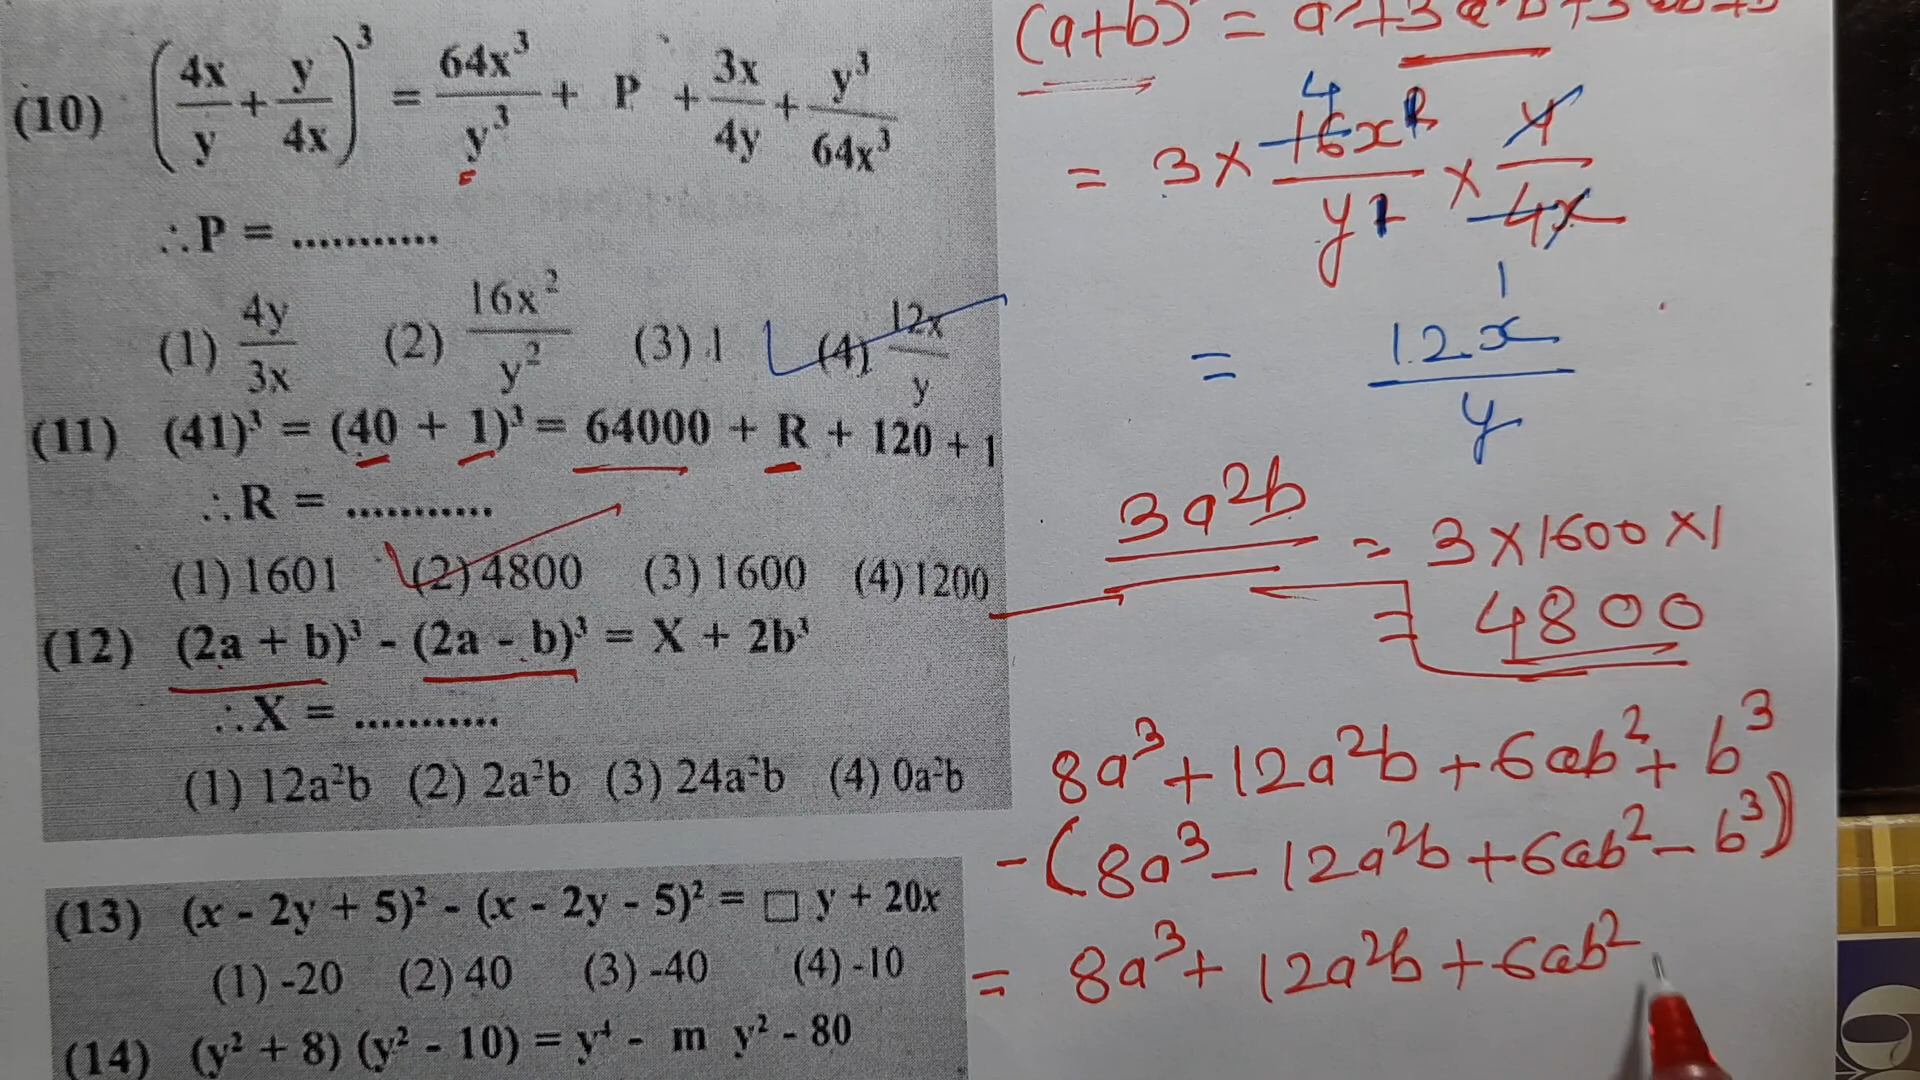 (10) (4x/y + y/4x)³ = 64x³/y³ + P + 3x/4y + y³/64x³
∴ P = ...........
(1) 4y/3x (2) 16x²/y² (3) 1 (4) 12x/y
(11) (41)³ = (40 + 1)³ = 64000 + R + 120 + 1
∴ R = ...........
(1) 1601 (2) 4800 (3) 1600 (4) 1200
(12) (2a + b)³ - (2a - b)³ = X + 2b³
∴ X = ...........
(1) 12a²b (2) 2a²b (3) 24a²b (4) 0a²b
(13) (x - 2y + 5)² - (x - 2y - 5)² = □ y + 20x
(1) -20 (2) 40 (3) -40 (4) -10
(14) (y² + 8) (y² - 10) = y⁴ - m y² - 80
= 12x/y
3a²b = 3 × 1600 × 1
= 4800
8a³ + 12a²b + 6ab² + b³
- (8a³ - 12a²b + 6ab² - b³)
= 8a³ + 12a²b + 6ab²